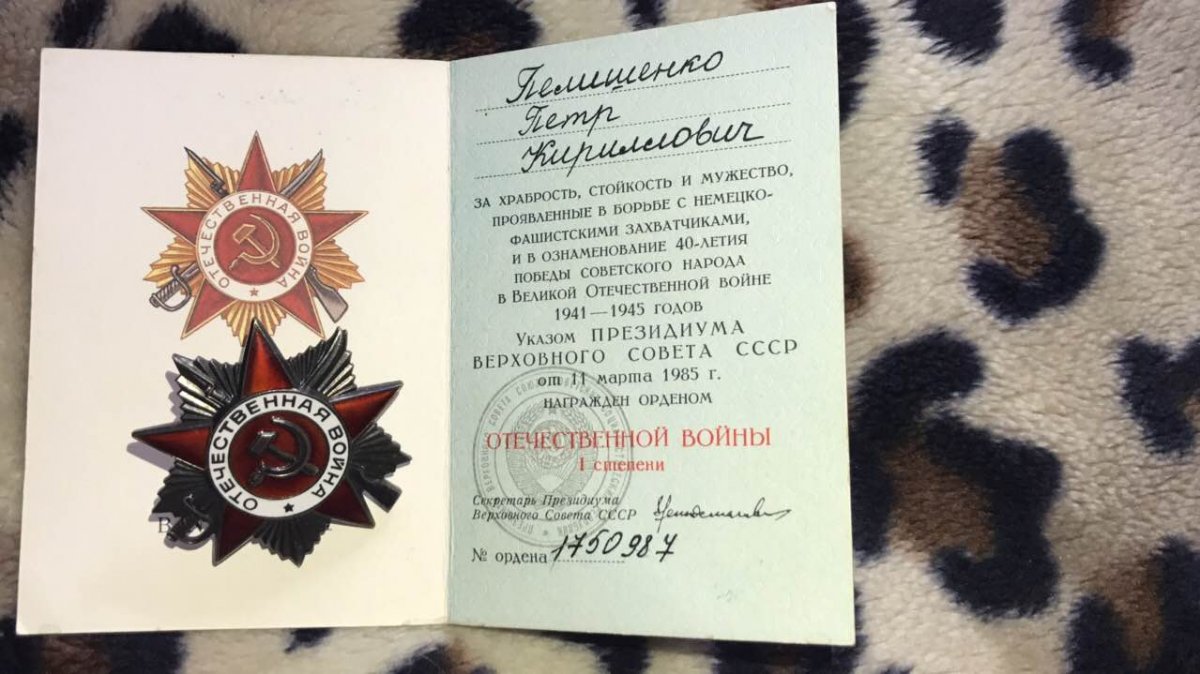 ОТЕЧЕСТВЕННАЯ ВОЙНА
ОТЕЧЕСТВЕННАЯ ВОЙНА
Пелишенко
Петр
Кириллович
ЗА ХРАБРОСТЬ, СТОЙКОСТЬ И МУЖЕСТВО,
ПРОЯВЛЕННЫЕ В БОРЬБЕ С НЕМЕЦКО-
ФАШИСТСКИМИ ЗАХВАТЧИКАМИ,
И В ОЗНАМЕНОВАНИЕ 40-ЛЕТИЯ
ПОБЕДЫ СОВЕТСКОГО НАРОДА
В ВЕЛИКОЙ ОТЕЧЕСТВЕННОЙ ВОЙНЕ
1941—1945 ГОДОВ
УКАЗОМ ПРЕЗИДИУМА
ВЕРХОВНОГО СОВЕТА СССР
от 11 марта 1985 г.
НАГРАЖДЕН ОРДЕНОМ
ОТЕЧЕСТВЕННОЙ ВОЙНЫ
I степени
Секретарь Президиума
Верховного Совета СССР
№ ордена 1750987